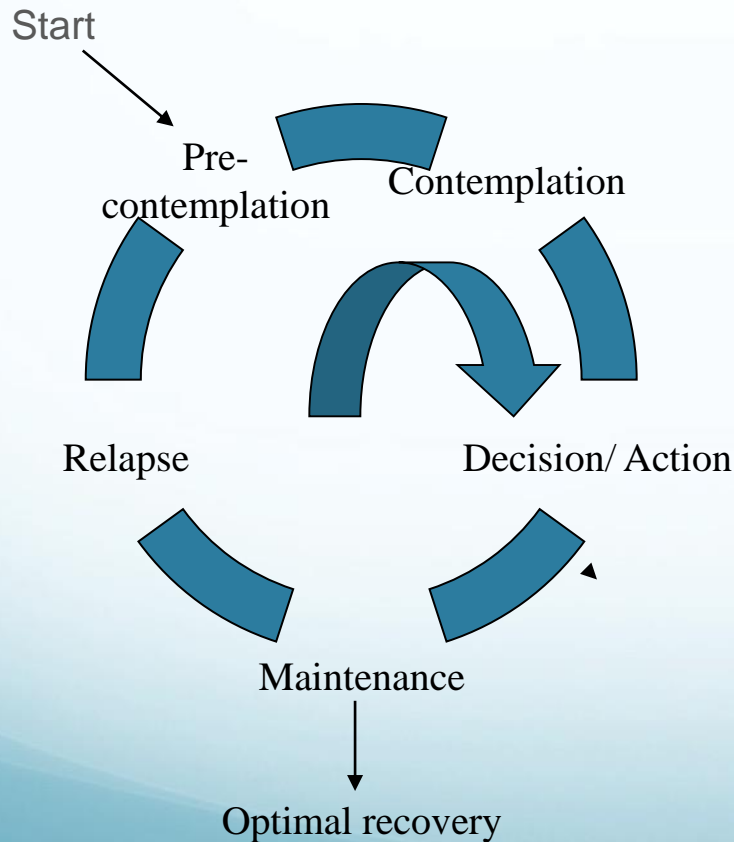 Start
Pre-
contemplation
Contemplation
Relapse
Decision/ Action
Maintenance
Optimal recovery